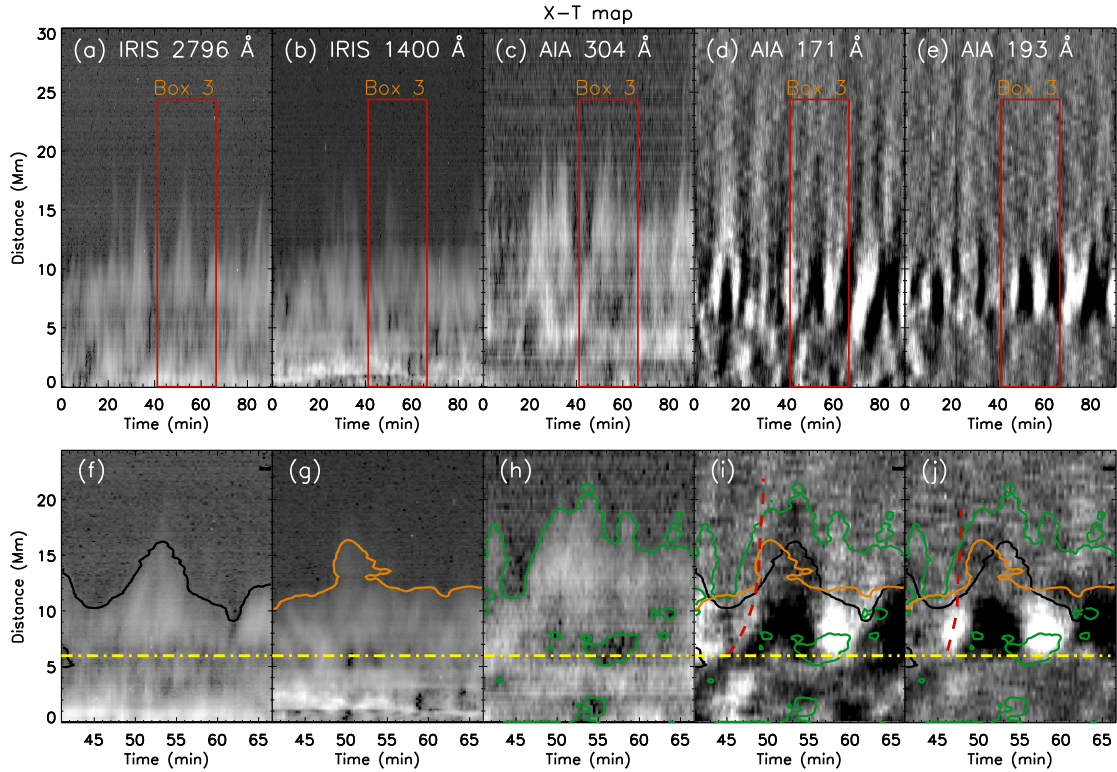 X-T map
(a) IRIS 2796 Å (b) IRIS 1400 Å (c) AIA 304 Å (d) AIA 171 Å (e) AIA 193 Å
Box 3 Box 3 Box 3 Box 3 Box 3
30
25
20
15
10
5
0
Distance (Mm)
0 20 40 60 80 0 20 40 60 80 0 20 40 60 80 0 20 40 60 80 0 20 40 60 80
Time (min) Time (min) Time (min) Time (min) Time (min)
(f) (g) (h) (i) (j)
20
15
10
5
0
Distance (Mm)
45 50 55 60 65 45 50 55 60 65 45 50 55 60 65 45 50 55 60 65 45 50 55 60 65
Time (min) Time (min) Time (min) Time (min) Time (min)